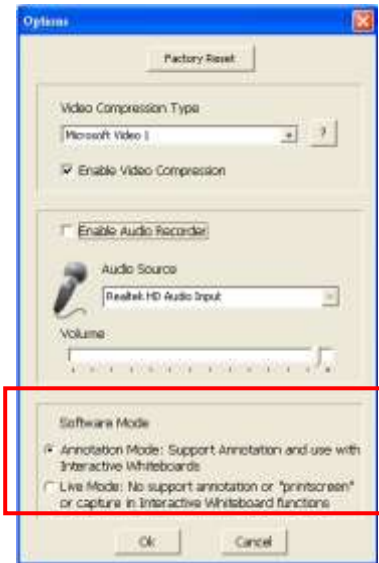 Options
Factory Reset
Video Compression Type
Microsoft Video 1
?
Enable Video Compression
Enable Audio Recorder
Audio Source
Realtek HD Audio Input
Volume
Software Mode
Annotation Mode: Support Annotation and use with
Interactive Whiteboards
Live Mode: No support annotation or "printscreen"
or capture in Interactive Whiteboard functions
Ok
Cancel